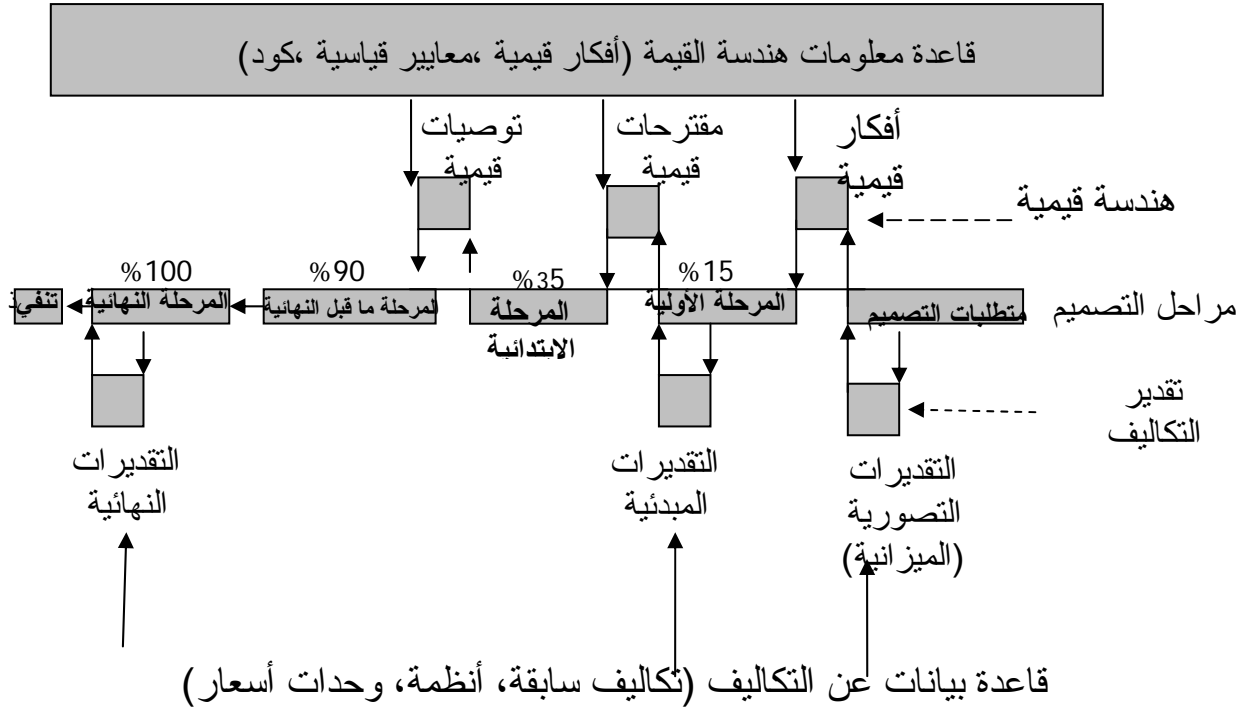 قاعدة معلومات هندسة القيمة (أفكار قيمية ،معايير قياسية ،كود)
أفكار
قيمية
مقترحات
قيمية
توصيات
قيمية
هندسة قيمية
%15
%35
%90
%100
مراحل التصميم
متطلبات التصميم
المرحلة الأولية
المرحلة
الابتدائية
المرحلة ما قبل النهائية
المرحلة النهائية
تنفيذ
تقدير
التكاليف
التقديرات
التصورية
(الميزانية)
التقديرات
المبدئية
التقديرات
النهائية
قاعدة بيانات عن التكاليف (تكاليف سابقة، أنظمة، وحدات أسعار)